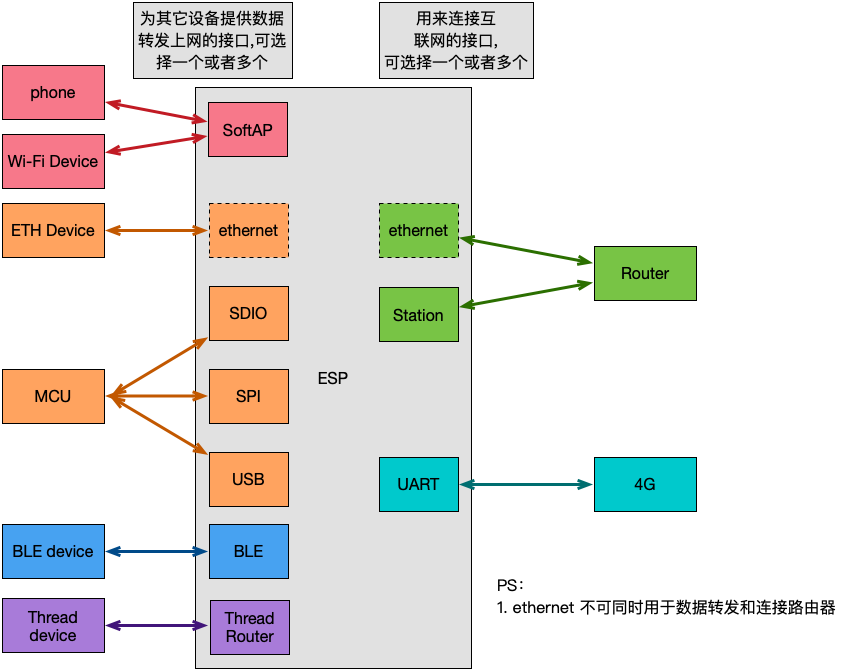 为其它设备提供数据
转发上网的接口,可选
择一个或者多个
用来连接互
联网的接口,
可选择一个或者多个
phone
SoftAP
Wi-Fi Device
ETH Device
ethernet
ethernet
Router
SDIO
Station
ESP
MCU
SPI
USB
UART
4G
BLE device
BLE
PS：
1. ethernet 不可同时用于数据转发和连接路由器
Thread
device
Thread
Router